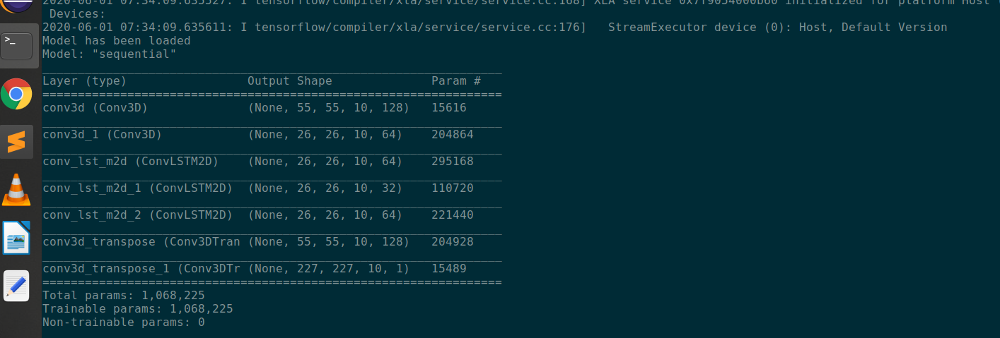 2020-06-01 07:34:09.635527: I tensorflow/compiler/xla/service/service.cc:168] XLA service 0x7f9054000b60 initialized for platform Host
Devices:
2020-06-01 07:34:09.635611: I tensorflow/compiler/xla/service/service.cc:176]   StreamExecutor device (0): Host, Default Version
Model has been loaded
Model: "sequential"
_________________________________________________________________
Layer (type)                 Output Shape              Param #
=================================================================
conv3d (Conv3D)              (None, 55, 55, 10, 128)   15616
_________________________________________________________________
conv3d_1 (Conv3D)            (None, 26, 26, 10, 64)    204864
_________________________________________________________________
conv_lst_m2d (ConvLSTM2D)    (None, 26, 26, 10, 64)    295168
_________________________________________________________________
conv_lst_m2d_1 (ConvLSTM2D)  (None, 26, 26, 10, 32)    110720
_________________________________________________________________
conv_lst_m2d_2 (ConvLSTM2D)  (None, 26, 26, 10, 64)    221440
_________________________________________________________________
conv3d_transpose (Conv3DTran (None, 55, 55, 10, 128)   204928
_________________________________________________________________
conv3d_transpose_1 (Conv3DTr (None, 227, 227, 10, 1)   15489
=================================================================
Total params: 1,068,225
Trainable params: 1,068,225
Non-trainable params: 0